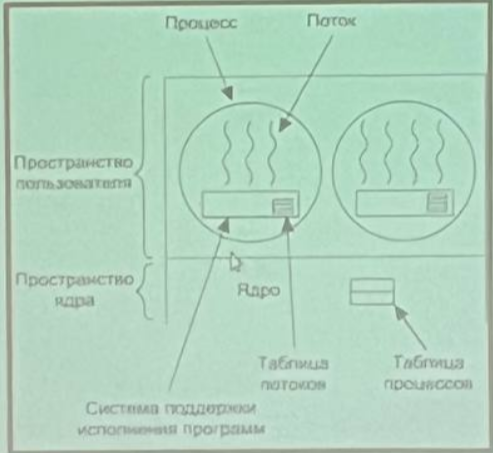 Процесс
Поток
Пространство
пользователя
Пространство
ядра
Ядро
Таблица
потоков
Таблица
процессов
Система поддержки
исполнения программ